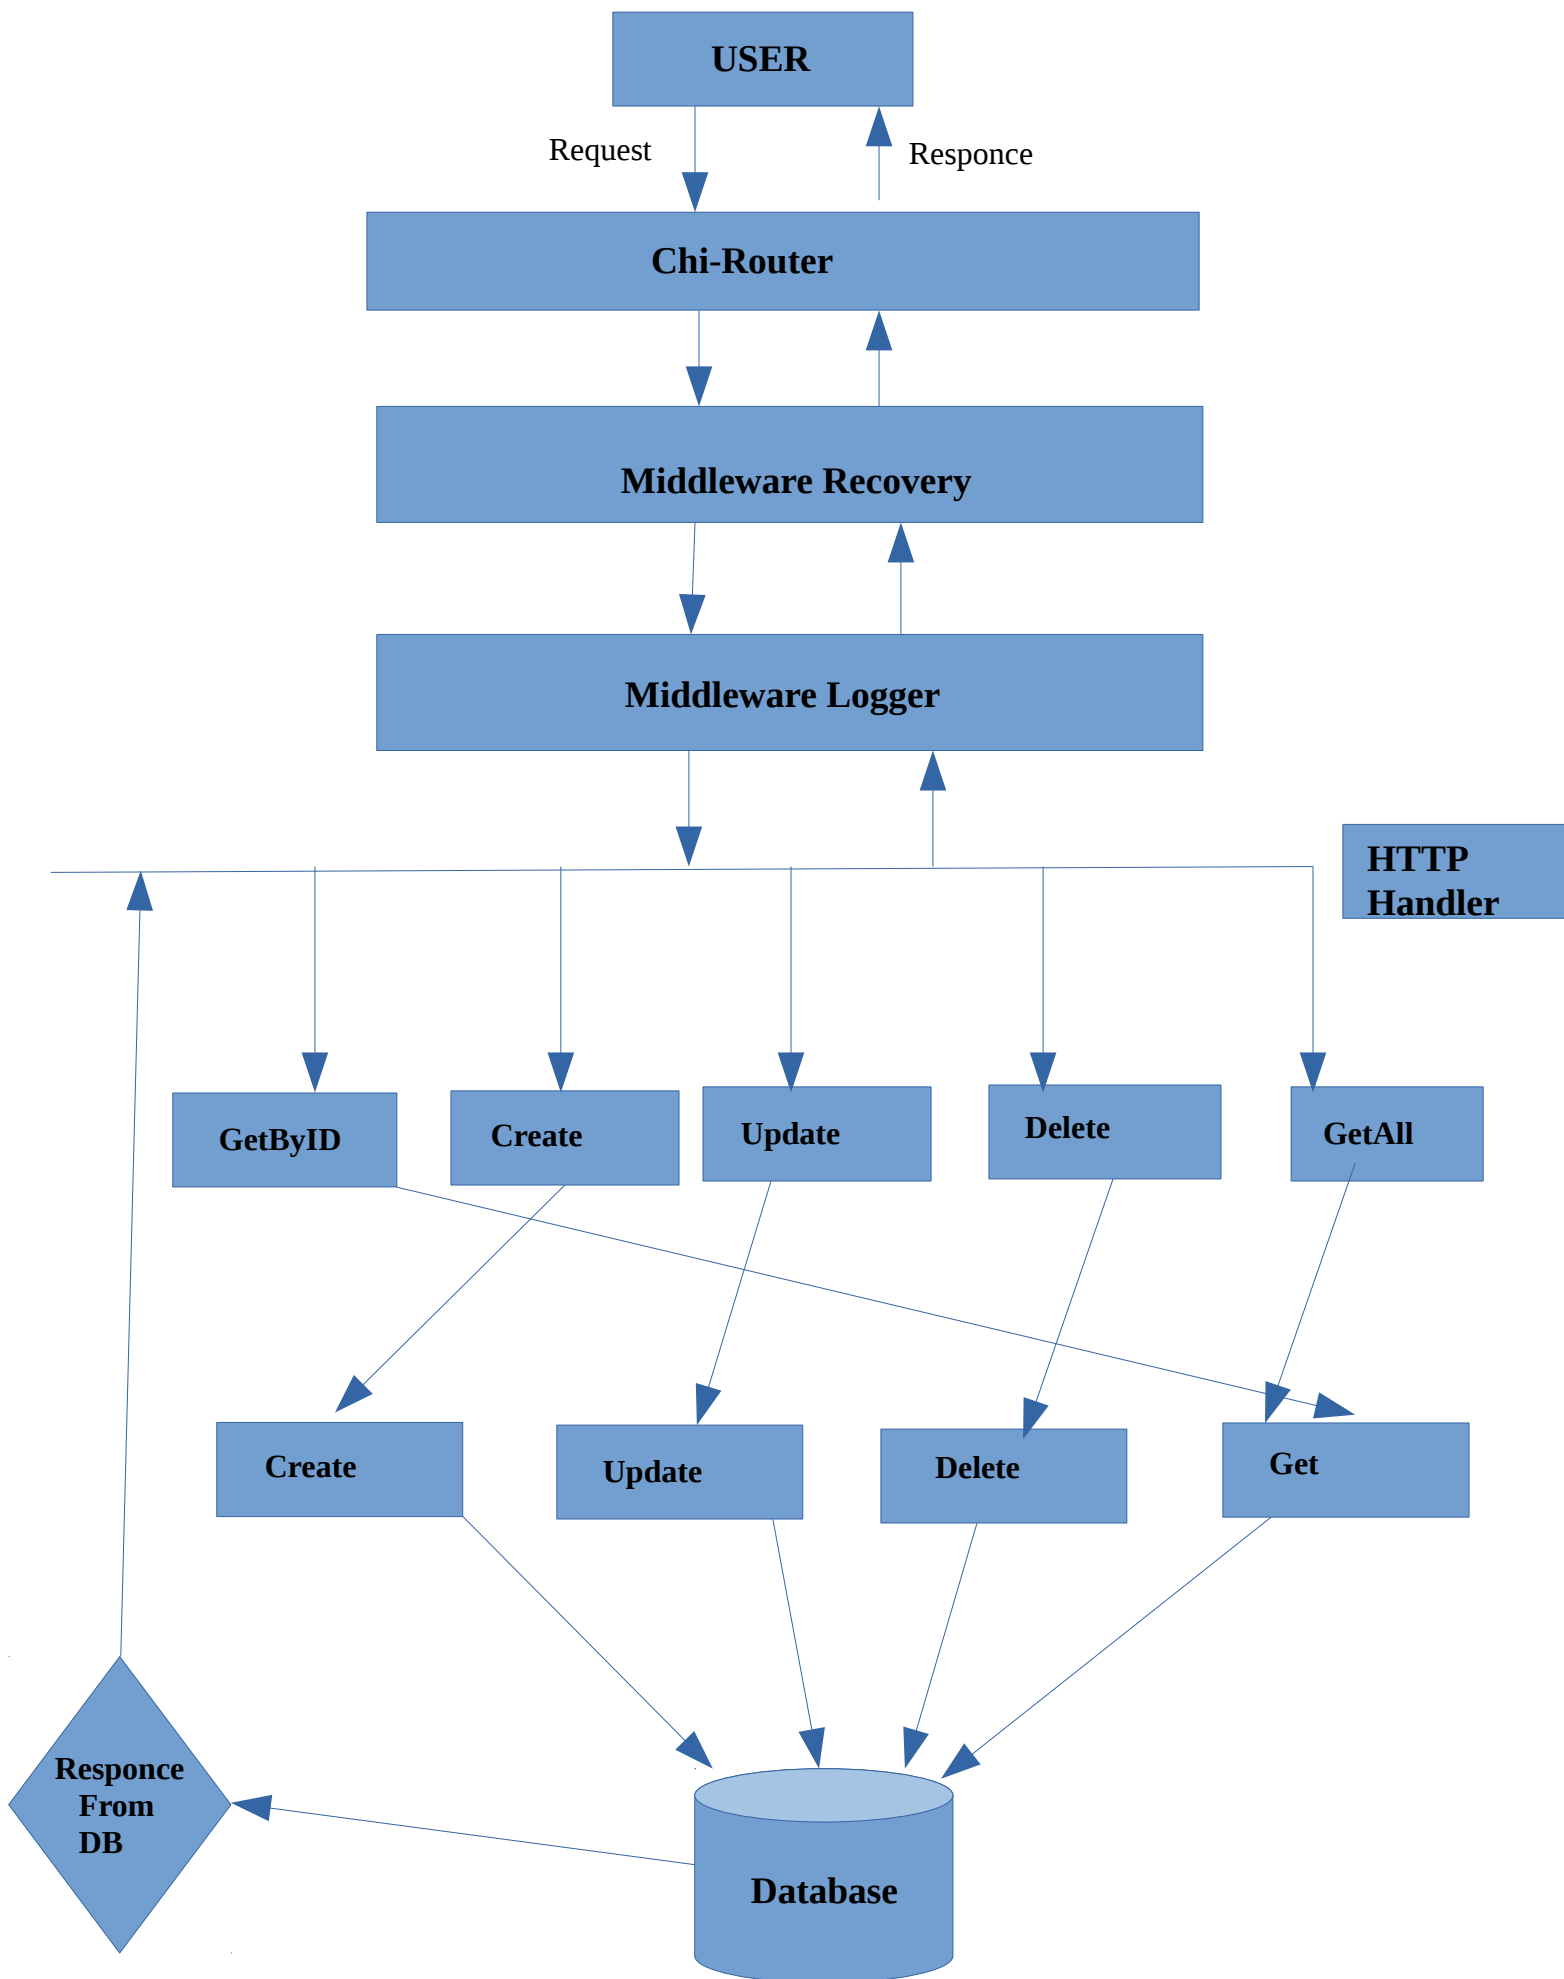 USER
Request
Responce
Chi-Router
Middleware Recovery
Middleware Logger
HTTP
Handler
GetByID
Create
Update
Delete
GetAll
Create
Update
Delete
Get
Responce
From
DB
Database